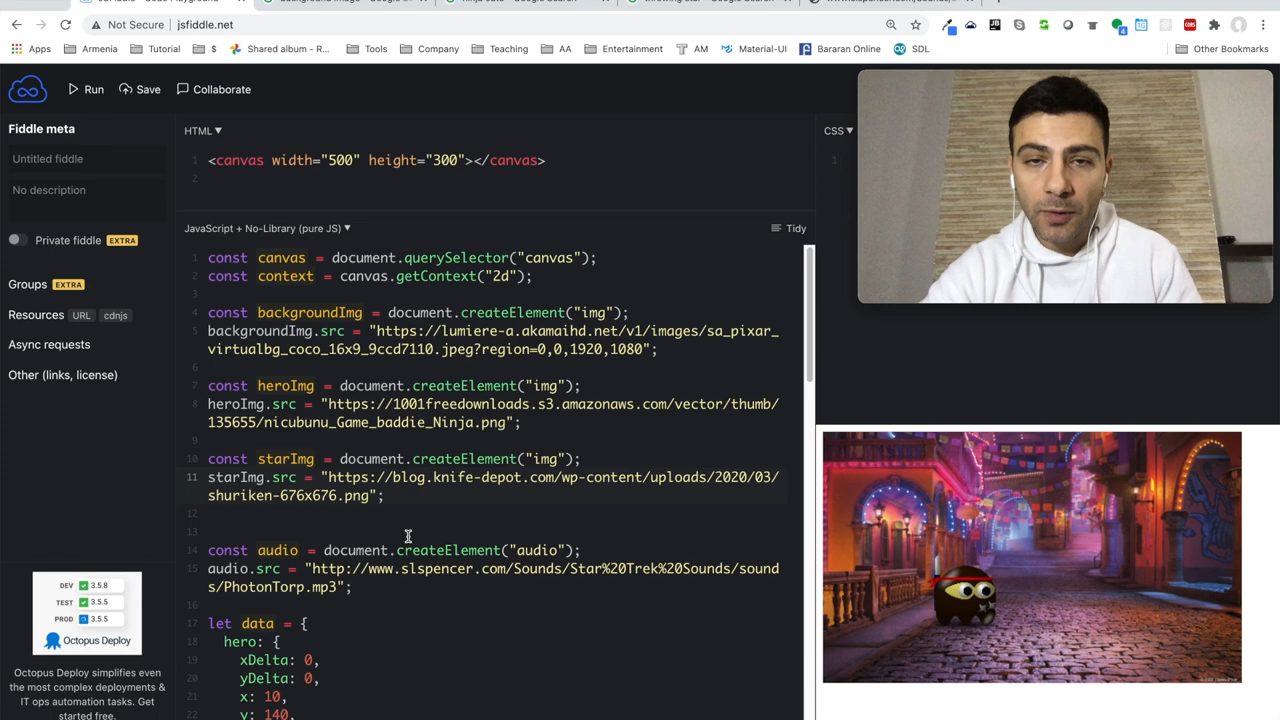 Not Secure | jsfiddle.net
Apps Armenia Tutorial $ Shared album - R... Tools Company Teaching AA Entertainment AM Material-UI Bararan Online SDL Other Bookmarks
Run Save Collaborate
Fiddle meta
Untitled fiddle
No description
Private fiddle EXTRA
Groups EXTRA
Resources URL cdnjs
Async requests
Other (links, license)
DEV 3.5.8
TEST 3.5.5
PROD 3.5.5
Octopus Deploy
Octopus Deploy simplifies even
the most complex deployments &
IT ops automation tasks. Get
started free.
HTML ▼
1 <canvas width="500" height="300"></canvas>
2
JavaScript + No-Library (pure JS) ▼ Tidy
1 const canvas = document.querySelector("canvas");
2 const context = canvas.getContext("2d");
3
4 const backgroundImg = document.createElement("img");
5 backgroundImg.src = "https://lumiere-a.akamaihd.net/v1/images/sa_pixar_
virtualbg_coco_16x9_9ccd7110.jpeg?region=0,0,1920,1080";
6
7 const heroImg = document.createElement("img");
8 heroImg.src = "https://1001freedownloads.s3.amazonaws.com/vector/thumb/
135655/nicubunu_Game_baddie_Ninja.png";
9
10 const starImg = document.createElement("img");
11 starImg.src = "https://blog.knife-depot.com/wp-content/uploads/2020/03/
shuriken-676x676.png";
12
13
14 const audio = document.createElement("audio");
15 audio.src = "http://www.slspencer.com/Sounds/Star%20Trek%20Sounds/sound
s/PhotonTorp.mp3";
16
17 let data = {
18 hero: {
19 xDelta: 0,
20 yDelta: 0,
21 x: 10,
22 y: 140,
CSS ▼
1